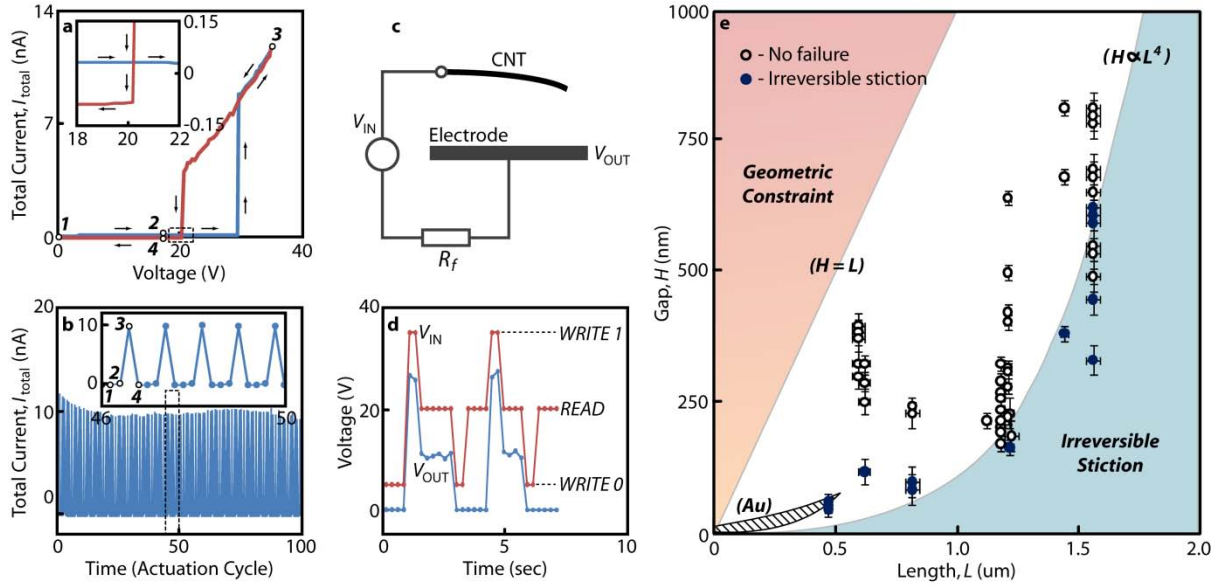 a
14
7
0
Total Current, I_total (nA)
0
20
40
Voltage (V)
1
2
3
4
0.15
0
-0.15
18
20
22
b
20
10
0
Total Current, I_total (nA)
0
50
100
Time (Actuation Cycle)
10
0
3
2
1
4
46
50
c
CNT
V_IN
Electrode
V_OUT
R_f
d
40
20
0
Voltage (V)
V_IN
WRITE 1
READ
V_OUT
WRITE 0
0
5
10
Time (sec)
e
1000
750
500
250
0
Gap, H (nm)
- No failure
- Irreversible stiction
(H∝L⁴)
Geometric
Constraint
(H = L)
Irreversible
Stiction
(Au)
0
0.5
1.0
1.5
2.0
Length, L (um)